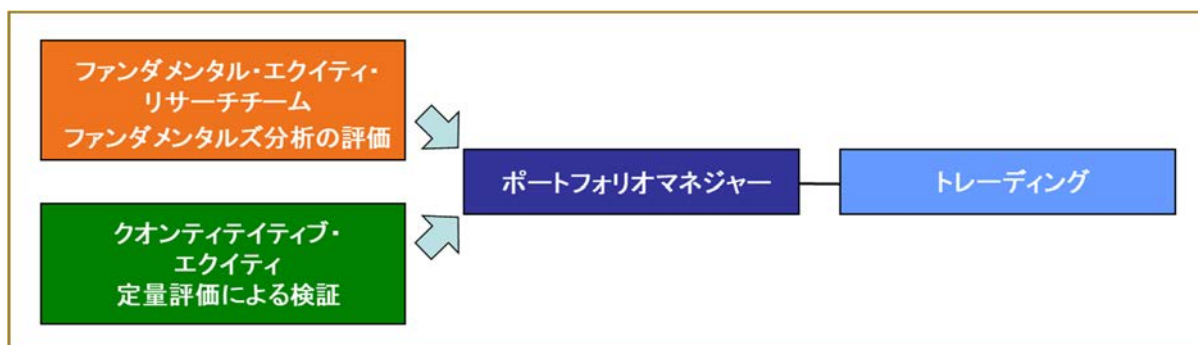 ファンダメンタル・エクイティ・
リサーチチーム
ファンダメンタルズ分析の評価
クオンティテイティブ・
エクイティ
定量評価による検証
ポートフォリオマネジャー
トレーディング